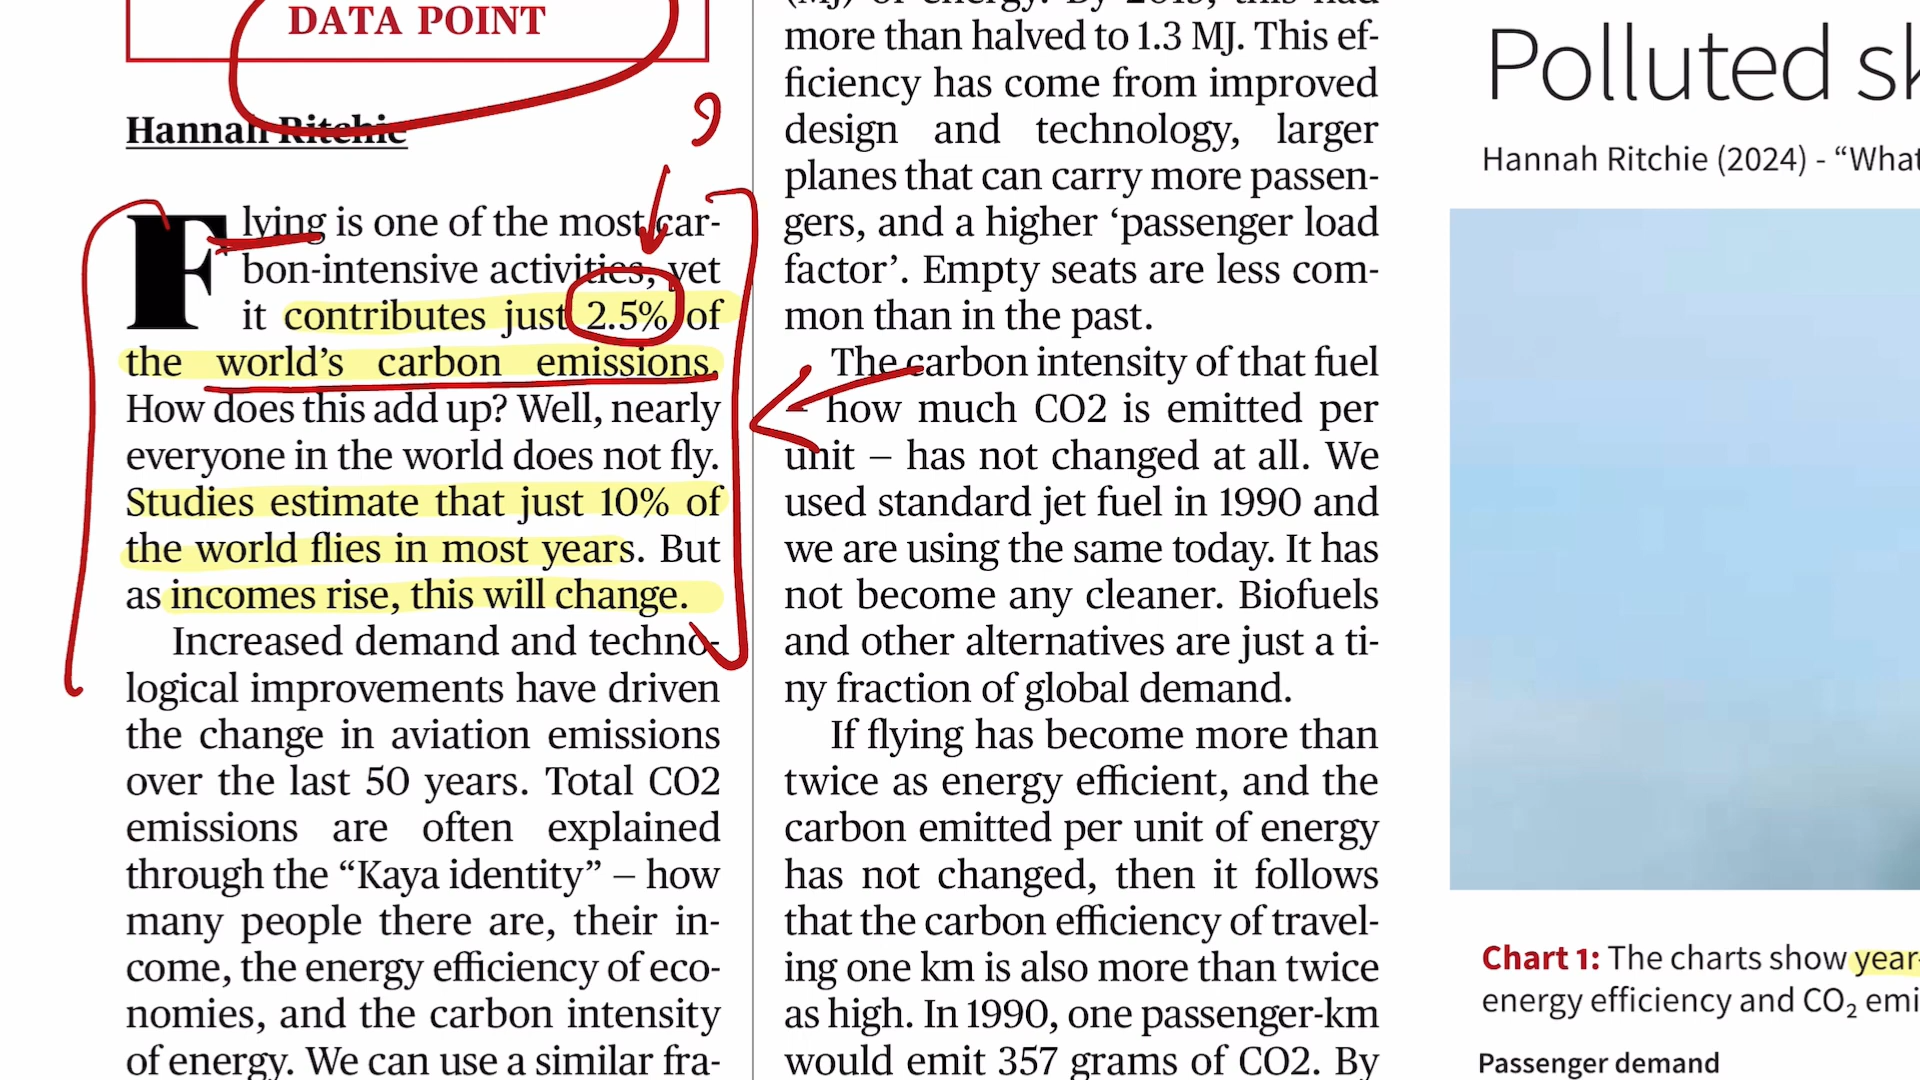 DATA POINT
Hannah Ritchie
Flying is one of the most car-
bon-intensive activities, yet
it contributes just 2.5% of
the world’s carbon emissions.
How does this add up? Well, nearly
everyone in the world does not fly.
Studies estimate that just 10% of
the world flies in most years. But
as incomes rise, this will change.
Increased demand and techno-
logical improvements have driven
the change in aviation emissions
over the last 50 years. Total CO2
emissions are often explained
through the “Kaya identity” – how
many people there are, their in-
come, the energy efficiency of eco-
nomies, and the carbon intensity
of energy. We can use a similar fra-
(MJ) of energy. By 2019, this had
more than halved to 1.3 MJ. This ef-
ficiency has come from improved
design and technology, larger
planes that can carry more passen-
gers, and a higher ‘passenger load
factor’. Empty seats are less com-
mon than in the past.
The carbon intensity of that fuel
– how much CO2 is emitted per
unit – has not changed at all. We
used standard jet fuel in 1990 and
we are using the same today. It has
not become any cleaner. Biofuels
and other alternatives are just a ti-
ny fraction of global demand.
If flying has become more than
twice as energy efficient, and the
carbon emitted per unit of energy
has not changed, then it follows
that the carbon efficiency of travel-
ing one km is also more than twice
as high. In 1990, one passenger-km
would emit 357 grams of CO2. By
Polluted sk
Hannah Ritchie (2024) - “What
Chart 1: The charts show year-
energy efficiency and CO₂ emi
Passenger demand